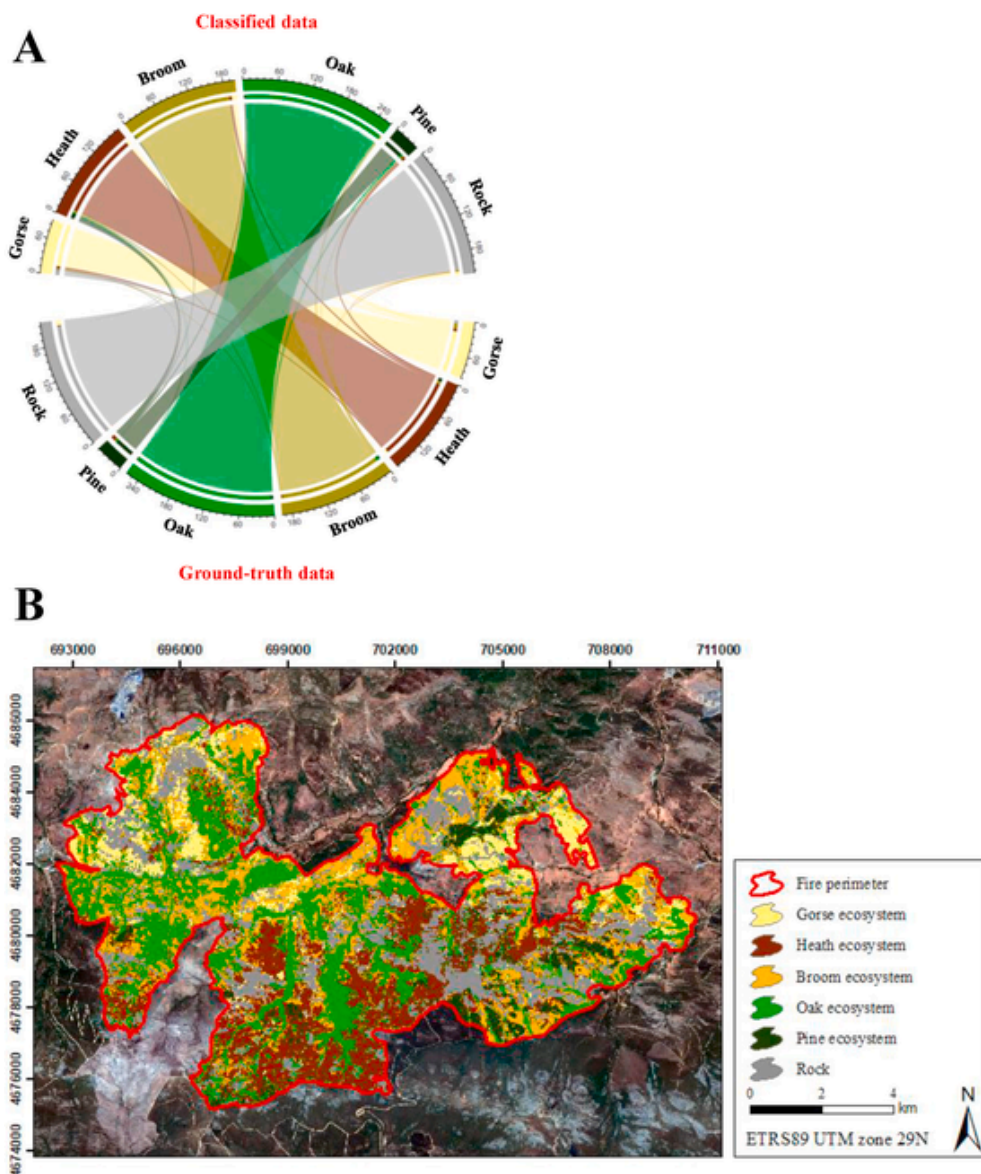 Classified data
A
Broom
Oak
Pine
Heath
Rock
Gorse
Gorse
Rock
Heath
Pine
Oak
Broom
Ground-truth data
B
693000 696000 699000 702000 705000 708000 711000
4686000
4684000
4682000
4680000
4678000
4676000
4674000
Fire perimeter
Gorse ecosystem
Heath ecosystem
Broom ecosystem
Oak ecosystem
Pine ecosystem
Rock
0 2 4
km
N
ETRS89 UTM zone 29N